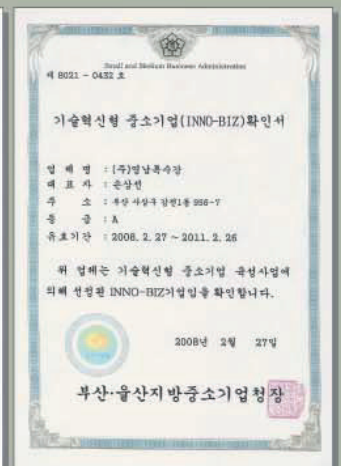 Small and Medium Business Administration
제 8021 - 0432 호
기술혁신형 중소기업(INNO-BIZ)확인서
업 체 명 : (주)영남특수강
대 표 자 : 손상선
주 소 : 부산 사상구 감전1동 956-7
등 급 : A
유효기간 : 2008. 2. 27 ~ 2011. 2. 26
위 업체는 기술혁신형 중소기업 육성사업에
의해 선정된 INNO-BIZ기업임을 확인합니다.
2008년 2월 27일
부산·울산지방중소기업청장